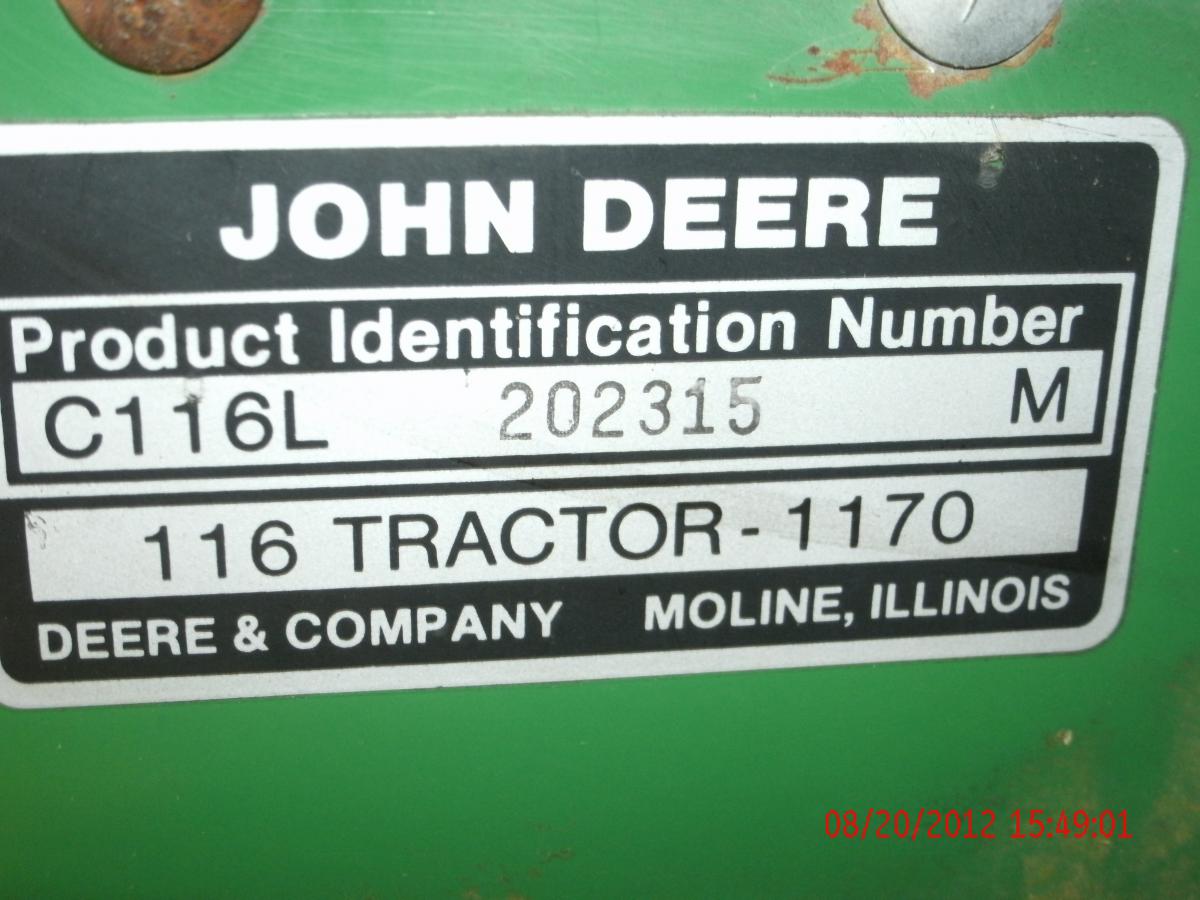 JOHN DEERE
Product Identification Number
C116L 202315 M
116 TRACTOR - 1170
DEERE & COMPANY MOLINE, ILLINOIS
08/20/2012 15:49:01